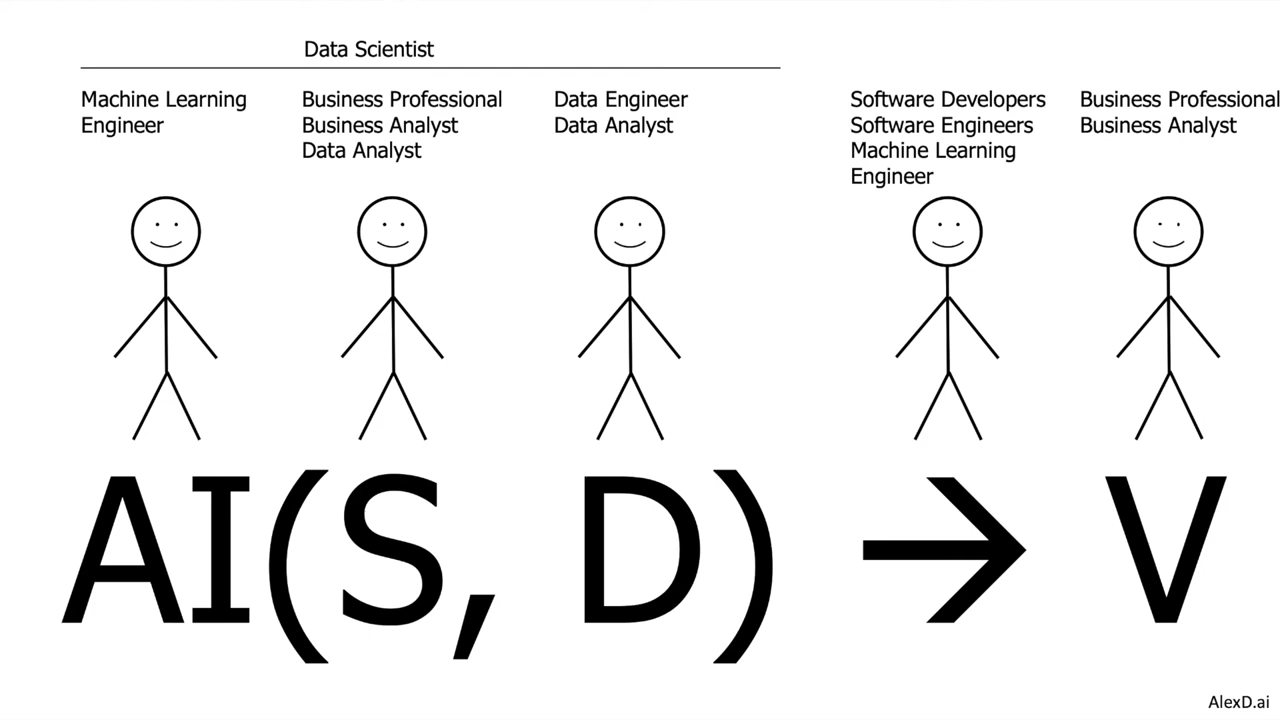 Data Scientist
Machine Learning
Engineer
Business Professional
Business Analyst
Data Analyst
Data Engineer
Data Analyst
Software Developers
Software Engineers
Machine Learning
Engineer
Business Professional
Business Analyst
AI(S, D) → V
AlexD.ai